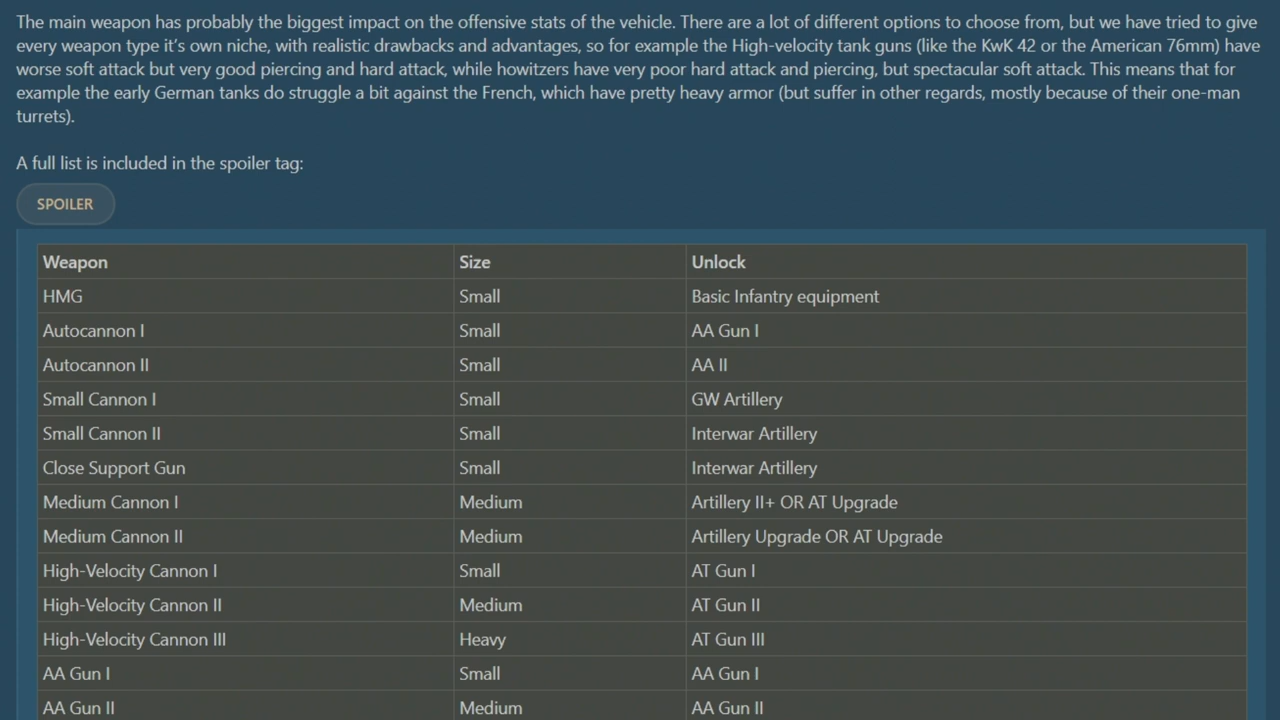 The main weapon has probably the biggest impact on the offensive stats of the vehicle. There are a lot of different options to choose from, but we have tried to give
every weapon type it's own niche, with realistic drawbacks and advantages, so for example the High-velocity tank guns (like the KwK 42 or the American 76mm) have
worse soft attack but very good piercing and hard attack, while howitzers have very poor hard attack and piercing, but spectacular soft attack. This means that for
example the early German tanks do struggle a bit against the French, which have pretty heavy armor (but suffer in other regards, mostly because of their one-man
turrets).
A full list is included in the spoiler tag:
SPOILER
Weapon Size Unlock
HMG Small Basic Infantry equipment
Autocannon I Small AA Gun I
Autocannon II Small AA II
Small Cannon I Small GW Artillery
Small Cannon II Small Interwar Artillery
Close Support Gun Small Interwar Artillery
Medium Cannon I Medium Artillery II+ OR AT Upgrade
Medium Cannon II Medium Artillery Upgrade OR AT Upgrade
High-Velocity Cannon I Small AT Gun I
High-Velocity Cannon II Medium AT Gun II
High-Velocity Cannon III Heavy AT Gun III
AA Gun I Small AA Gun I
AA Gun II Medium AA Gun II